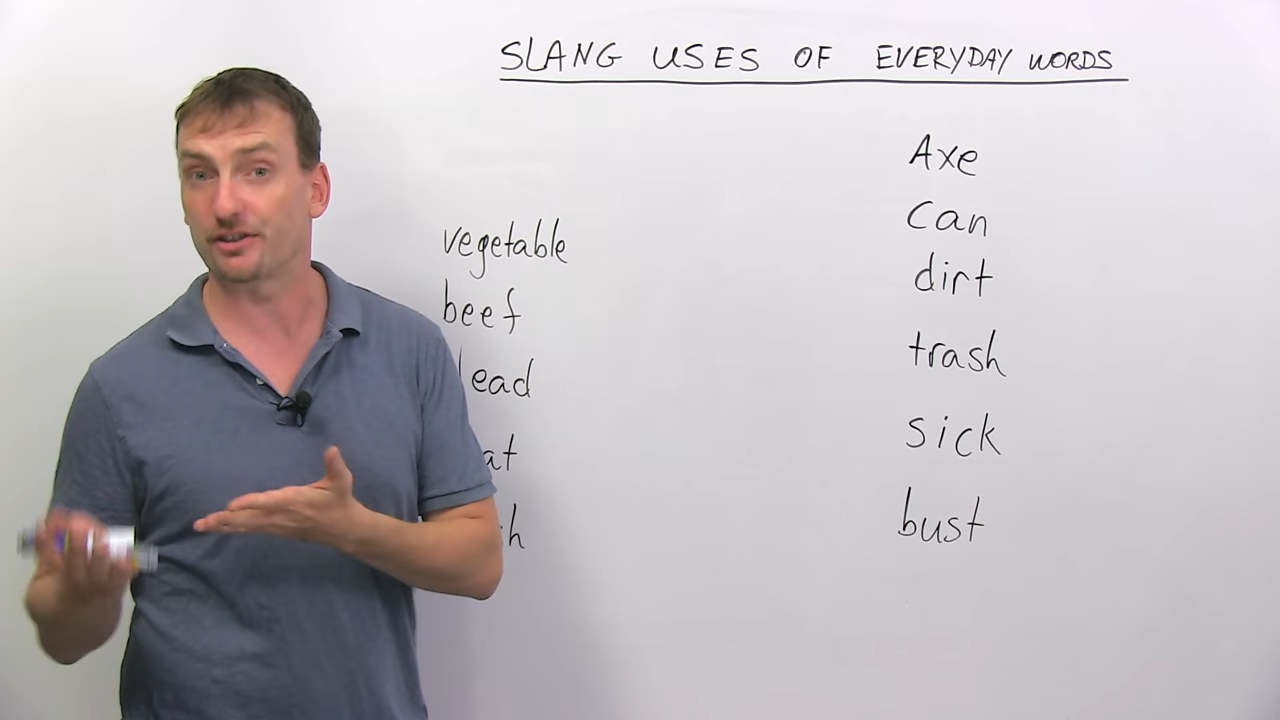 SLANG USES OF EVERYDAY WORDS
vegetable
beef
Axe
can
dirt
trash
sick
bust